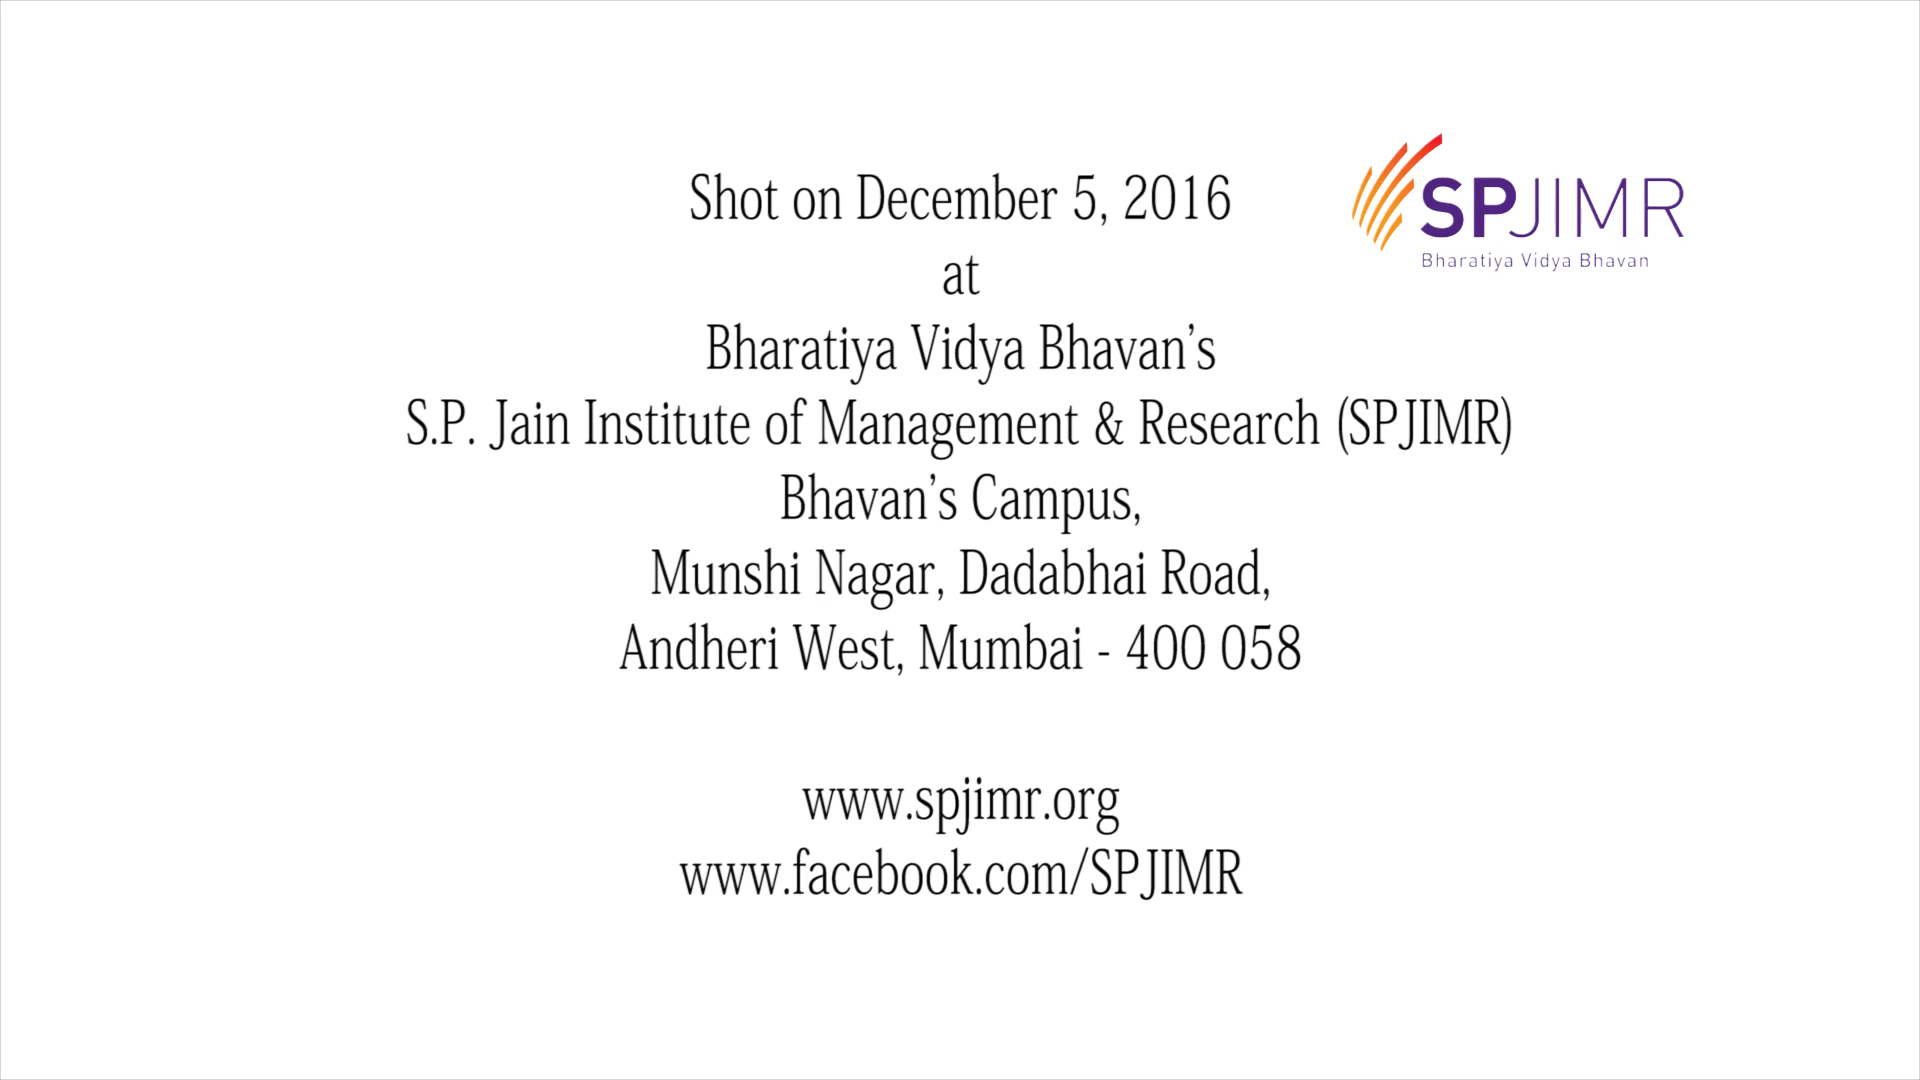 Shot on December 5, 2016
at
Bharatiya Vidya Bhavan’s
S.P. Jain Institute of Management & Research (SPJIMR)
Bhavan’s Campus,
Munshi Nagar, Dadabhai Road,
Andheri West, Mumbai - 400 058
www.spjimr.org
www.facebook.com/SPJIMR
SPJIMR
Bharatiya Vidya Bhavan